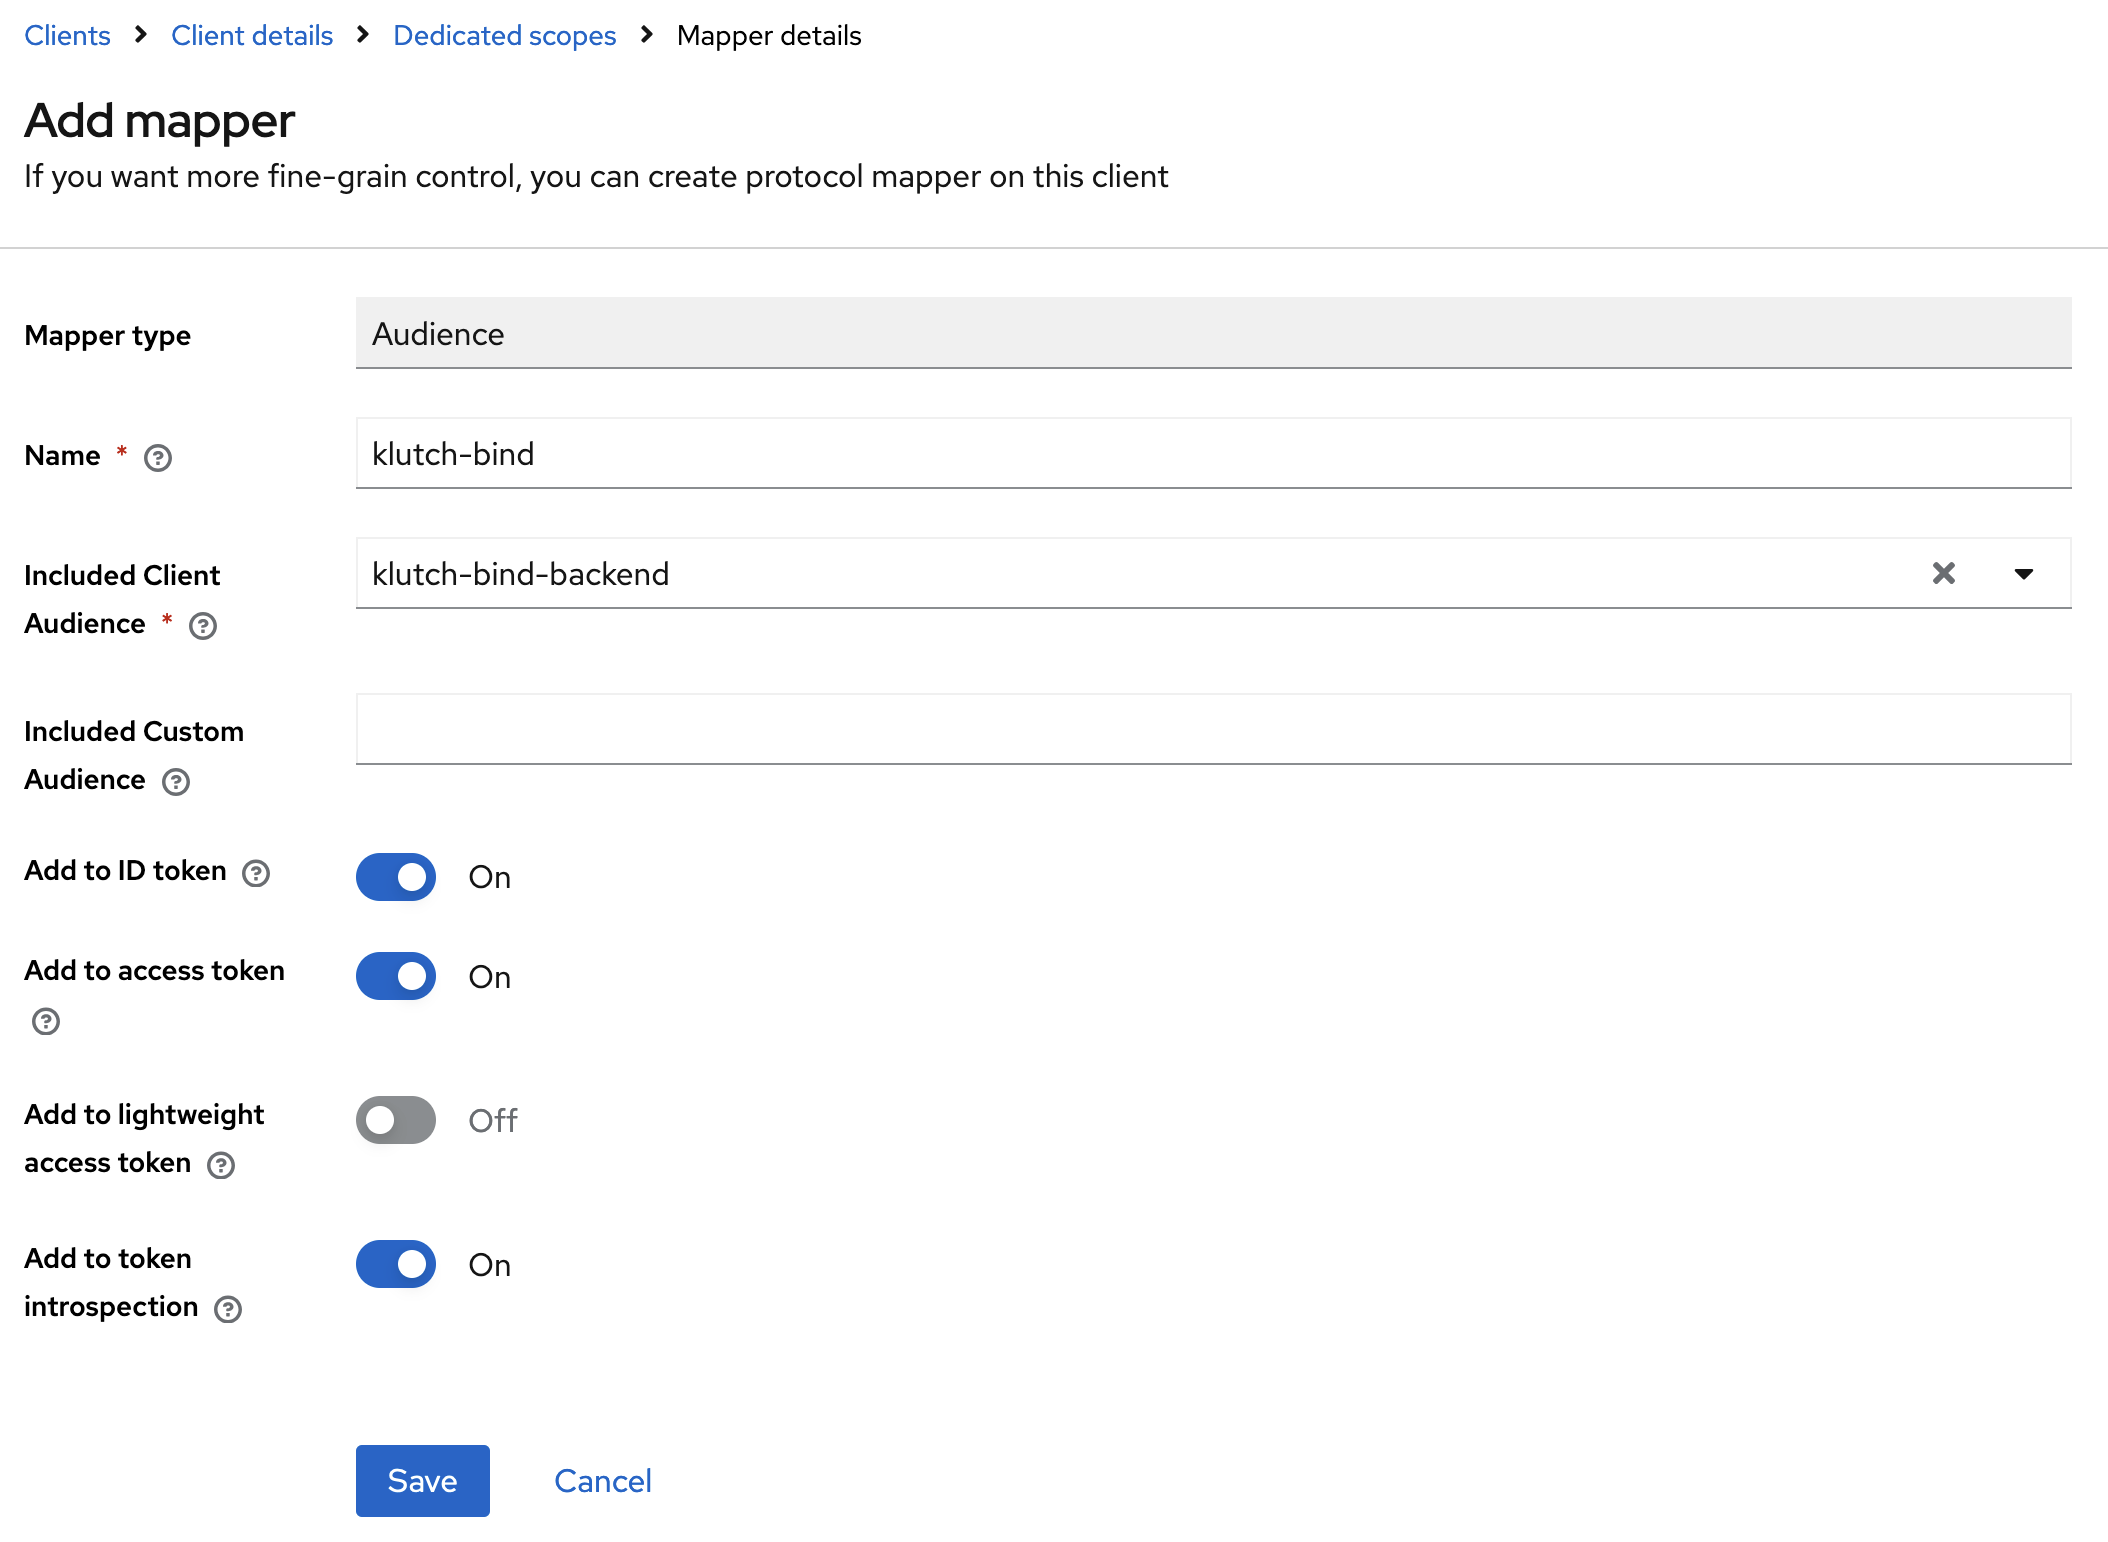 Clients > Client details > Dedicated scopes > Mapper details
Add mapper
If you want more fine-grain control, you can create protocol mapper on this client
Mapper type
Audience
Name *
klutch-bind
Included Client
Audience *
klutch-bind-backend
Included Custom
Audience
Add to ID token
On
Add to access token
On
Add to lightweight
access token
Off
Add to token
introspection
On
Save
Cancel